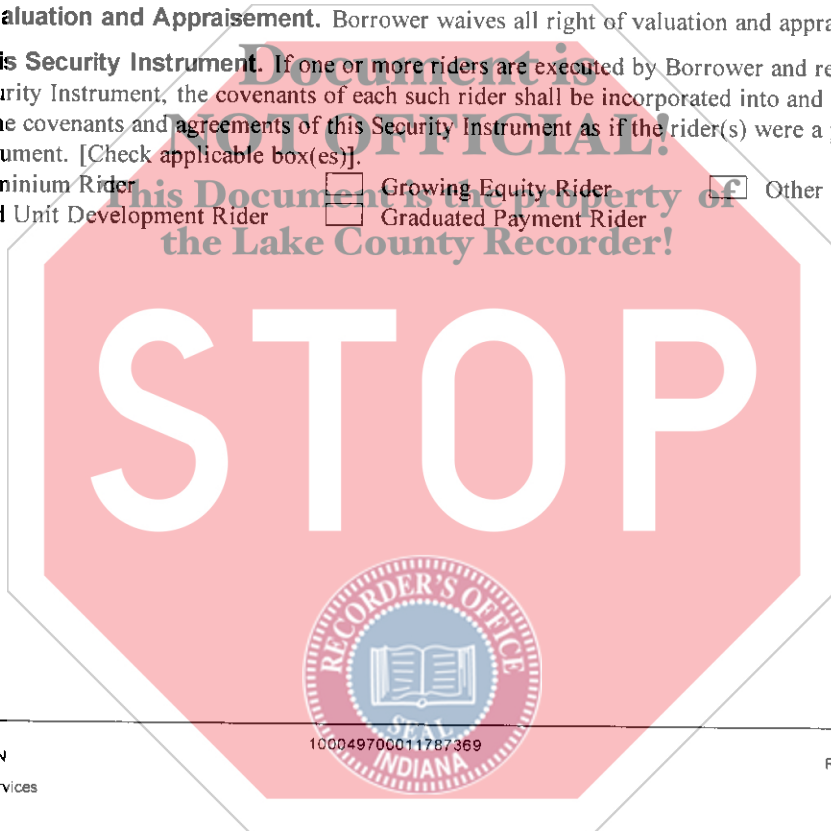 aluation and Appraisement. Borrower waives all right of valuation and appra
is Security Instrument. If one or more riders are executed by Borrower and re
urity Instrument, the covenants of each such rider shall be incorporated into and
e covenants and agreements of this Security Instrument as if the rider(s) were a
ument. [Check applicable box(es)].
minium Rider Growing Equity Rider Other
d Unit Development Rider Graduated Payment Rider
Document is
NOT OFFICIAL!
This Document is the property of
the Lake County Recorder!
STOP
RECORDER'S OFFICE
SEAL
INDIANA
100049700011787369
N
rvices